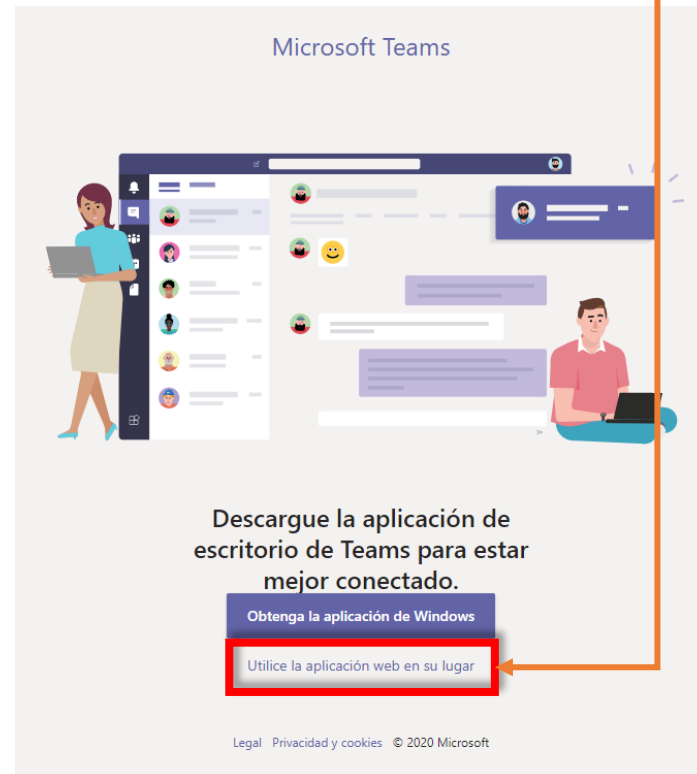 Microsoft Teams
Descargue la aplicación de
escritorio de Teams para estar
mejor conectado.
Obtenga la aplicación de Windows
Utilice la aplicación web en su lugar
Legal Privacidad y cookies © 2020 Microsoft